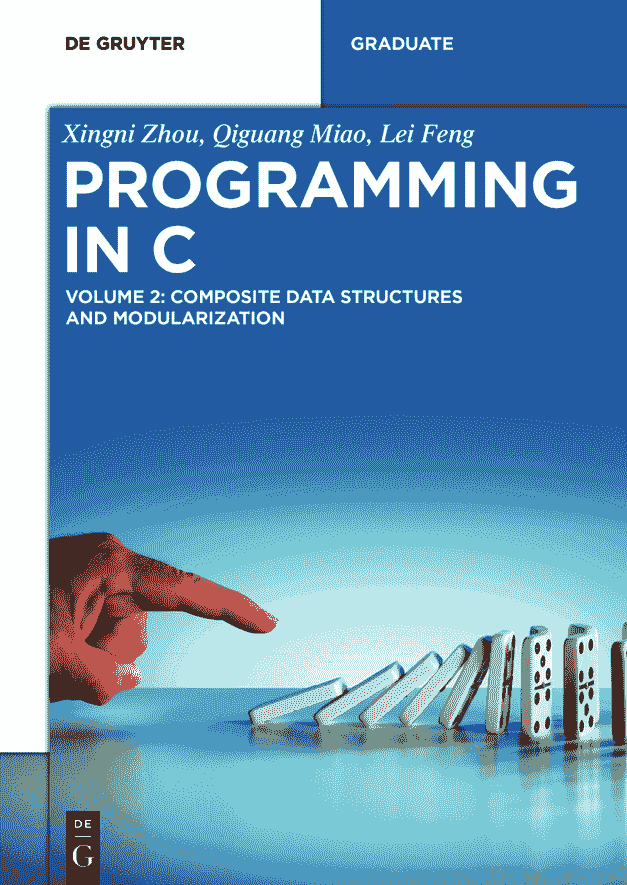 DE GRUYTER
GRADUATE
Xingni Zhou, Qiguang Miao, Lei Feng
PROGRAMMING
IN C
VOLUME 2: COMPOSITE DATA STRUCTURES
AND MODULARIZATION
DE
G